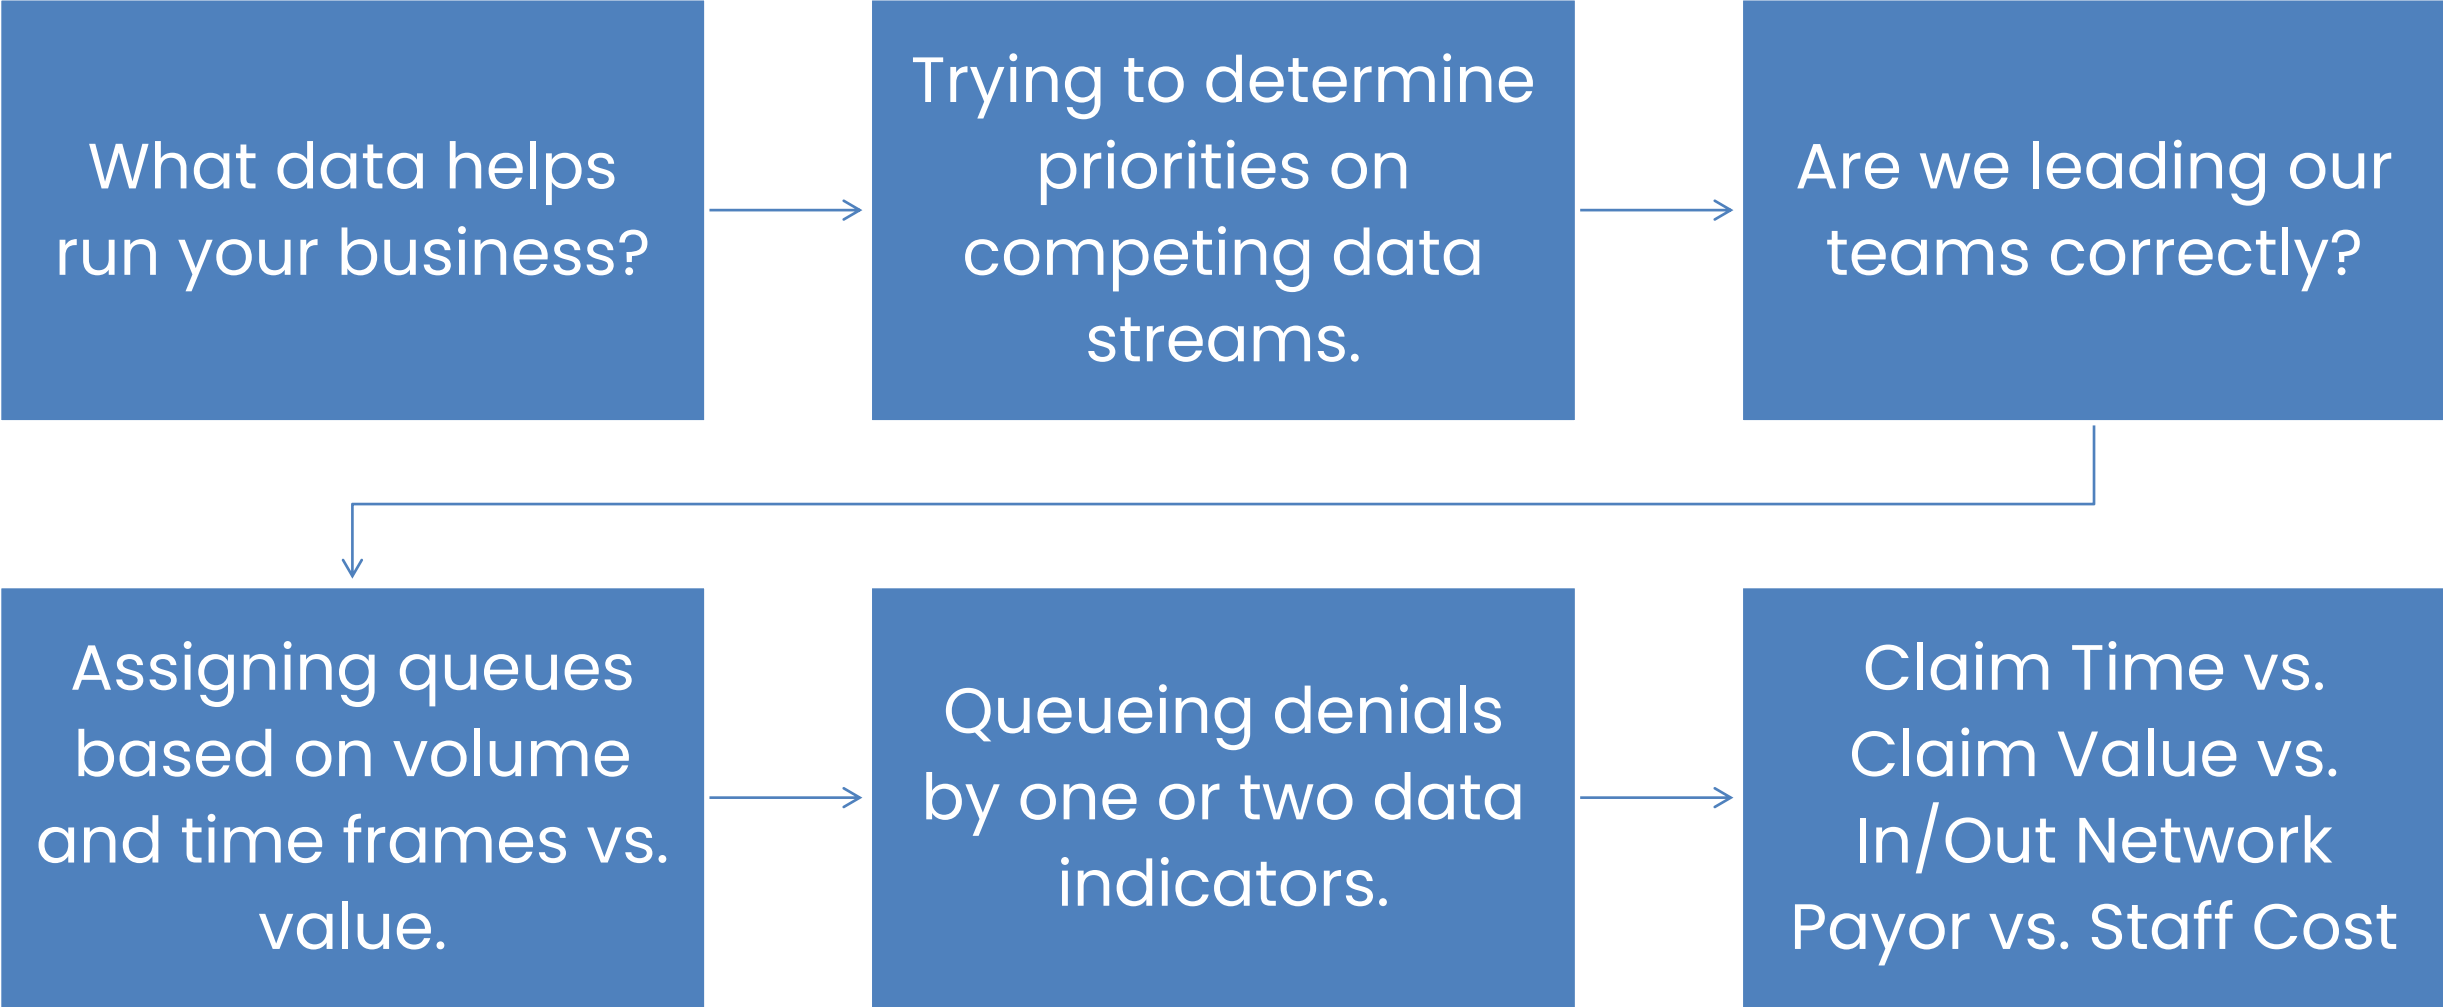 What data helps
run your business?
Trying to determine
priorities on
competing data
streams.
Are we leading our
teams correctly?
Assigning queues
based on volume
and time frames vs.
value.
Queueing denials
by one or two data
indicators.
Claim Time vs.
Claim Value vs.
In/Out Network
Payor vs. Staff Cost